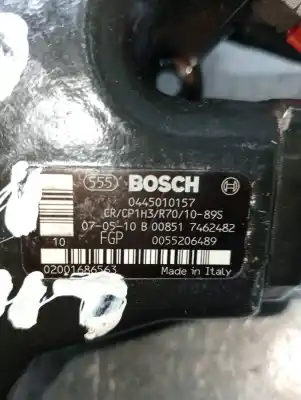 555 BOSCH
0445010157
CR/CP1H3/R70/10-89S
07-05-10 B 00851 7462482
10 FGP 0055206489
02001686563 Made in Italy